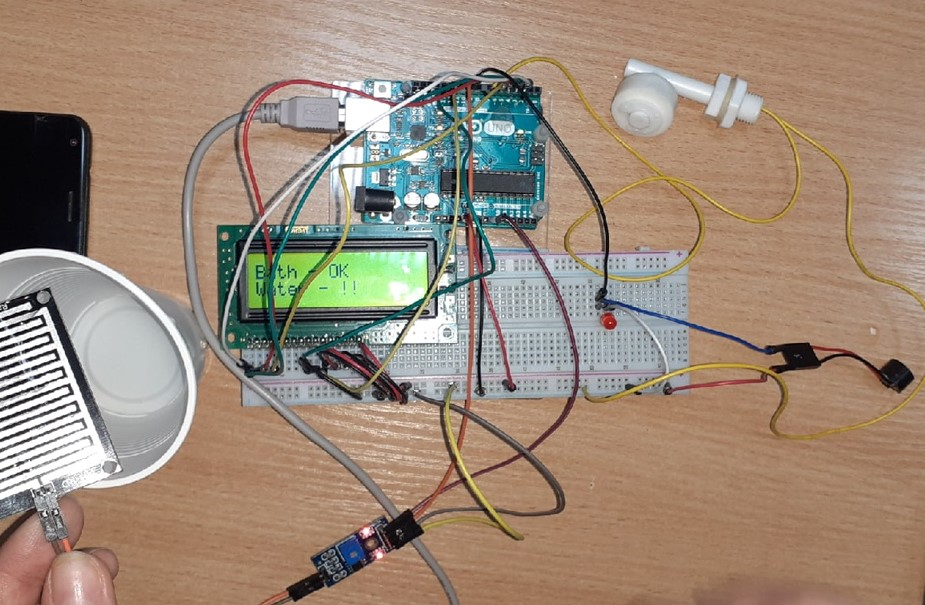 UNO
Bath - OK
Water - !!